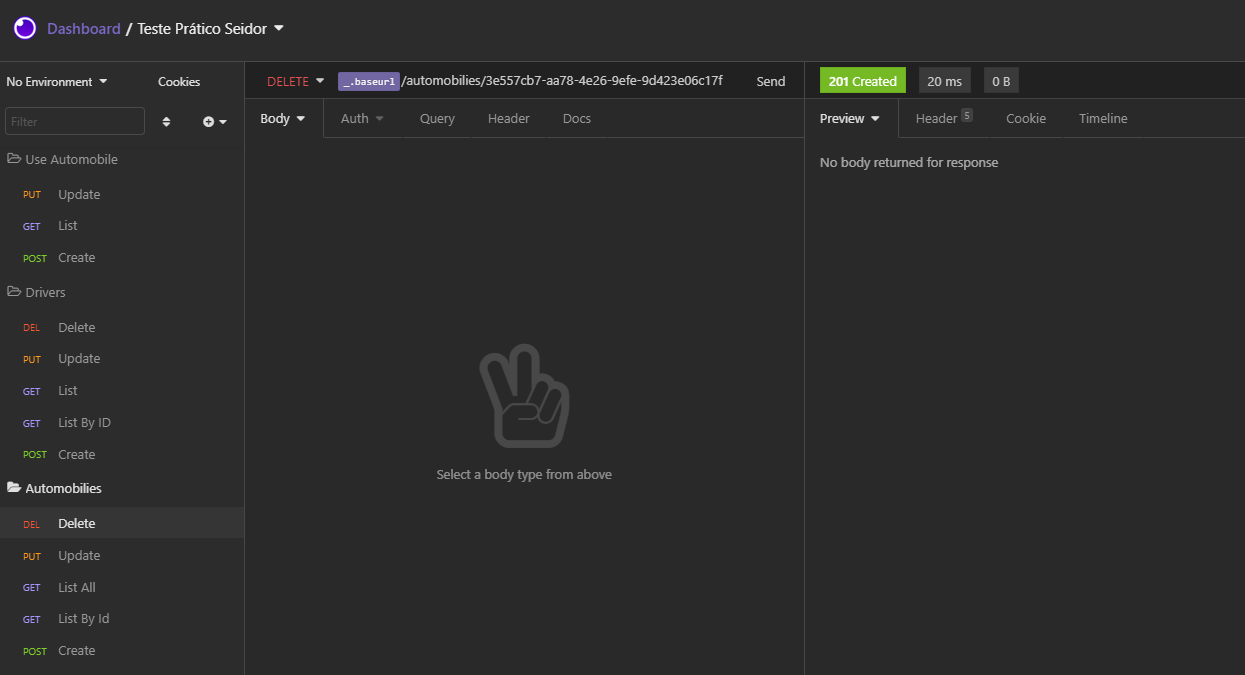 Dashboard / Teste Prático Seidor
No Environment
Cookies
Filter
Use Automobile
PUT Update
GET List
POST Create
Drivers
DEL Delete
PUT Update
GET List
GET List By ID
POST Create
Automobilies
DEL Delete
PUT Update
GET List All
GET List By Id
POST Create
DELETE _.baseurl/automobilies/3e557cb7-aa78-4e26-9efe-9d423e06c17f Send
Body Auth Query Header Docs
Select a body type from above
201 Created 20 ms 0 B
Preview Header 5 Cookie Timeline
No body returned for response